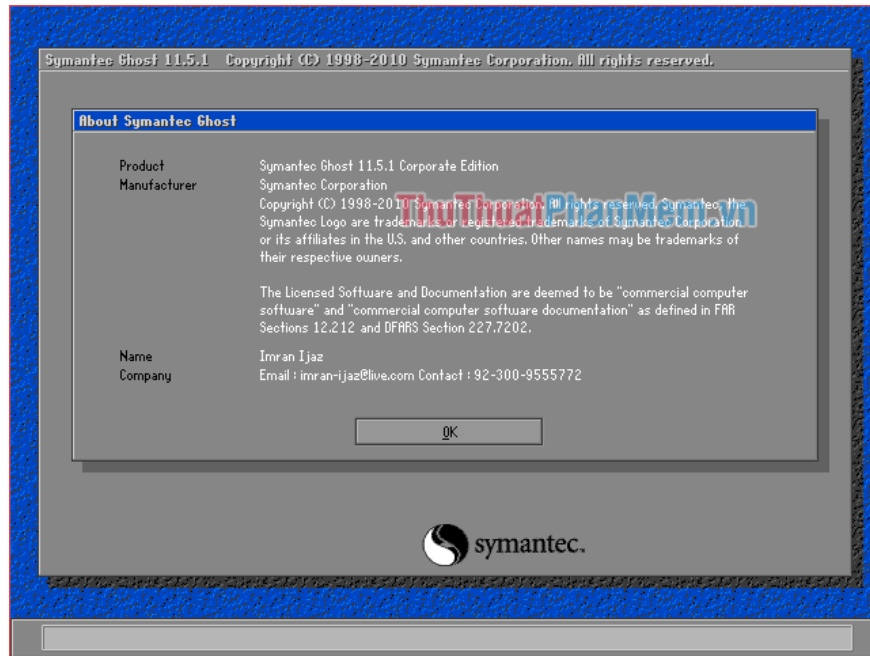 Symantec Ghost 11.5.1 Copyright (C) 1998-2010 Symantec Corporation. All rights reserved.
About Symantec Ghost
Product Symantec Ghost 11.5.1 Corporate Edition
Manufacturer Symantec Corporation
Copyright (C) 1998-2010 Symantec Corporation. All rights reserved. Symantec, the
Symantec Logo are trademarks or registered trademarks of Symantec Corporation
or its affiliates in the U.S. and other countries. Other names may be trademarks of
their respective owners.
ThuThuatPhanMem.vn
The Licensed Software and Documentation are deemed to be "commercial computer
software" and "commercial computer software documentation" as defined in FAR
Sections 12.212 and DFARS Section 227.7202.
Name Imran Ijaz
Company Email : imran-ijaz@live.com Contact : 92-300-9555772
OK
symantec.